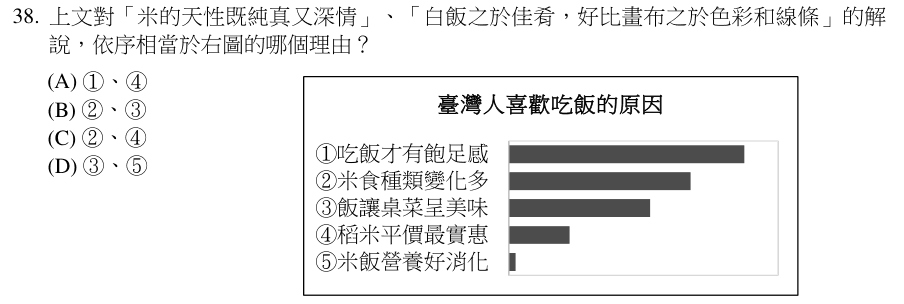 38. 上文對「米的天性既純真又深情」、「白飯之於佳肴，好比畫布之於色彩和線條」的解
說，依序相當於右圖的哪個理由？
(A) ①、④
(B) ②、③
(C) ②、④
(D) ③、⑤
臺灣人喜歡吃飯的原因
①吃飯才有飽足感
②米食種類變化多
③飯讓桌菜呈美味
④稻米平價最實惠
⑤米飯營養好消化